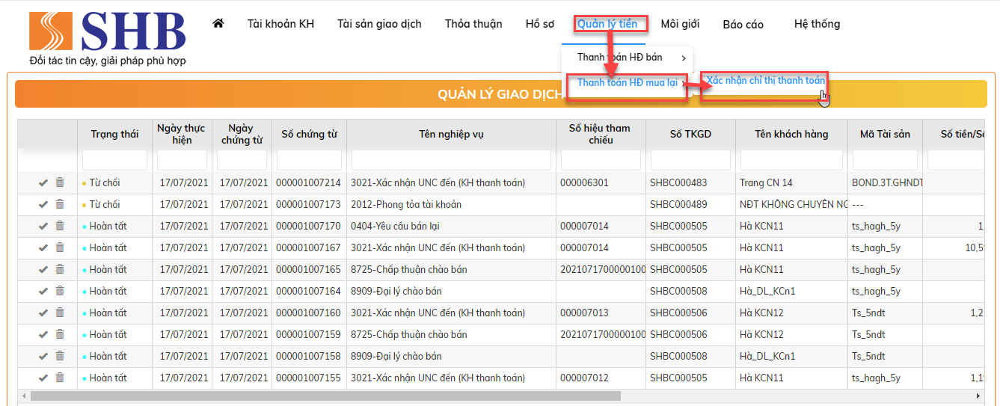 SHB
Đối tác tin cậy, giải pháp phù hợp
Tài khoản KH Tài sản giao dịch Thỏa thuận Hồ sơ Quản lý tiền Môi giới Báo cáo Hệ thống
Thanh toán HĐ bán
Thanh toán HĐ mua lại Xác nhận chỉ thị thanh toán
QUẢN LÝ GIAO DỊCH
Trạng thái Ngày thực hiện Ngày chứng từ Số chứng từ Tên nghiệp vụ Số hiệu tham chiếu Số TKGD Tên khách hàng Mã Tài sản Số tiền/Số
Từ chối 17/07/2021 17/07/2021 000001007214 3021-Xác nhận UNC đến (KH thanh toán) 000006301 SHBC000483 Trang CN 14 BOND.3T.GHNDT
Từ chối 17/07/2021 17/07/2021 000001007173 2012-Phong tỏa tài khoản SHBC000489 NĐT KHÔNG CHUYÊN NG ---
Hoàn tất 17/07/2021 17/07/2021 000001007170 0404-Yêu cầu bán lại 000007014 SHBC000505 Hà KCN11 ts_hagh_5y 1
Hoàn tất 17/07/2021 17/07/2021 000001007167 3021-Xác nhận UNC đến (KH thanh toán) 000007014 SHBC000505 Hà KCN11 ts_hagh_5y 10,59
Hoàn tất 17/07/2021 17/07/2021 000001007165 8725-Chấp thuận chào bán 2021071700000100 SHBC000505 Hà KCN11 ts_hagh_5y
Hoàn tất 17/07/2021 17/07/2021 000001007164 8909-Đại lý chào bán SHBC000508 Hà_DL_KCn1 ts_hagh_5y
Hoàn tất 17/07/2021 17/07/2021 000001007160 3021-Xác nhận UNC đến (KH thanh toán) 000007013 SHBC000506 Hà KCN12 Ts_5ndt 1,2
Hoàn tất 17/07/2021 17/07/2021 000001007159 8725-Chấp thuận chào bán 2021071700000100 SHBC000506 Hà KCN12 Ts_5ndt
Hoàn tất 17/07/2021 17/07/2021 000001007158 8909-Đại lý chào bán SHBC000508 Hà_DL_KCn1 Ts_5ndt
Hoàn tất 17/07/2021 17/07/2021 000001007155 3021-Xác nhận UNC đến (KH thanh toán) 000007012 SHBC000505 Hà KCN11 ts_hagh_5y 1,19